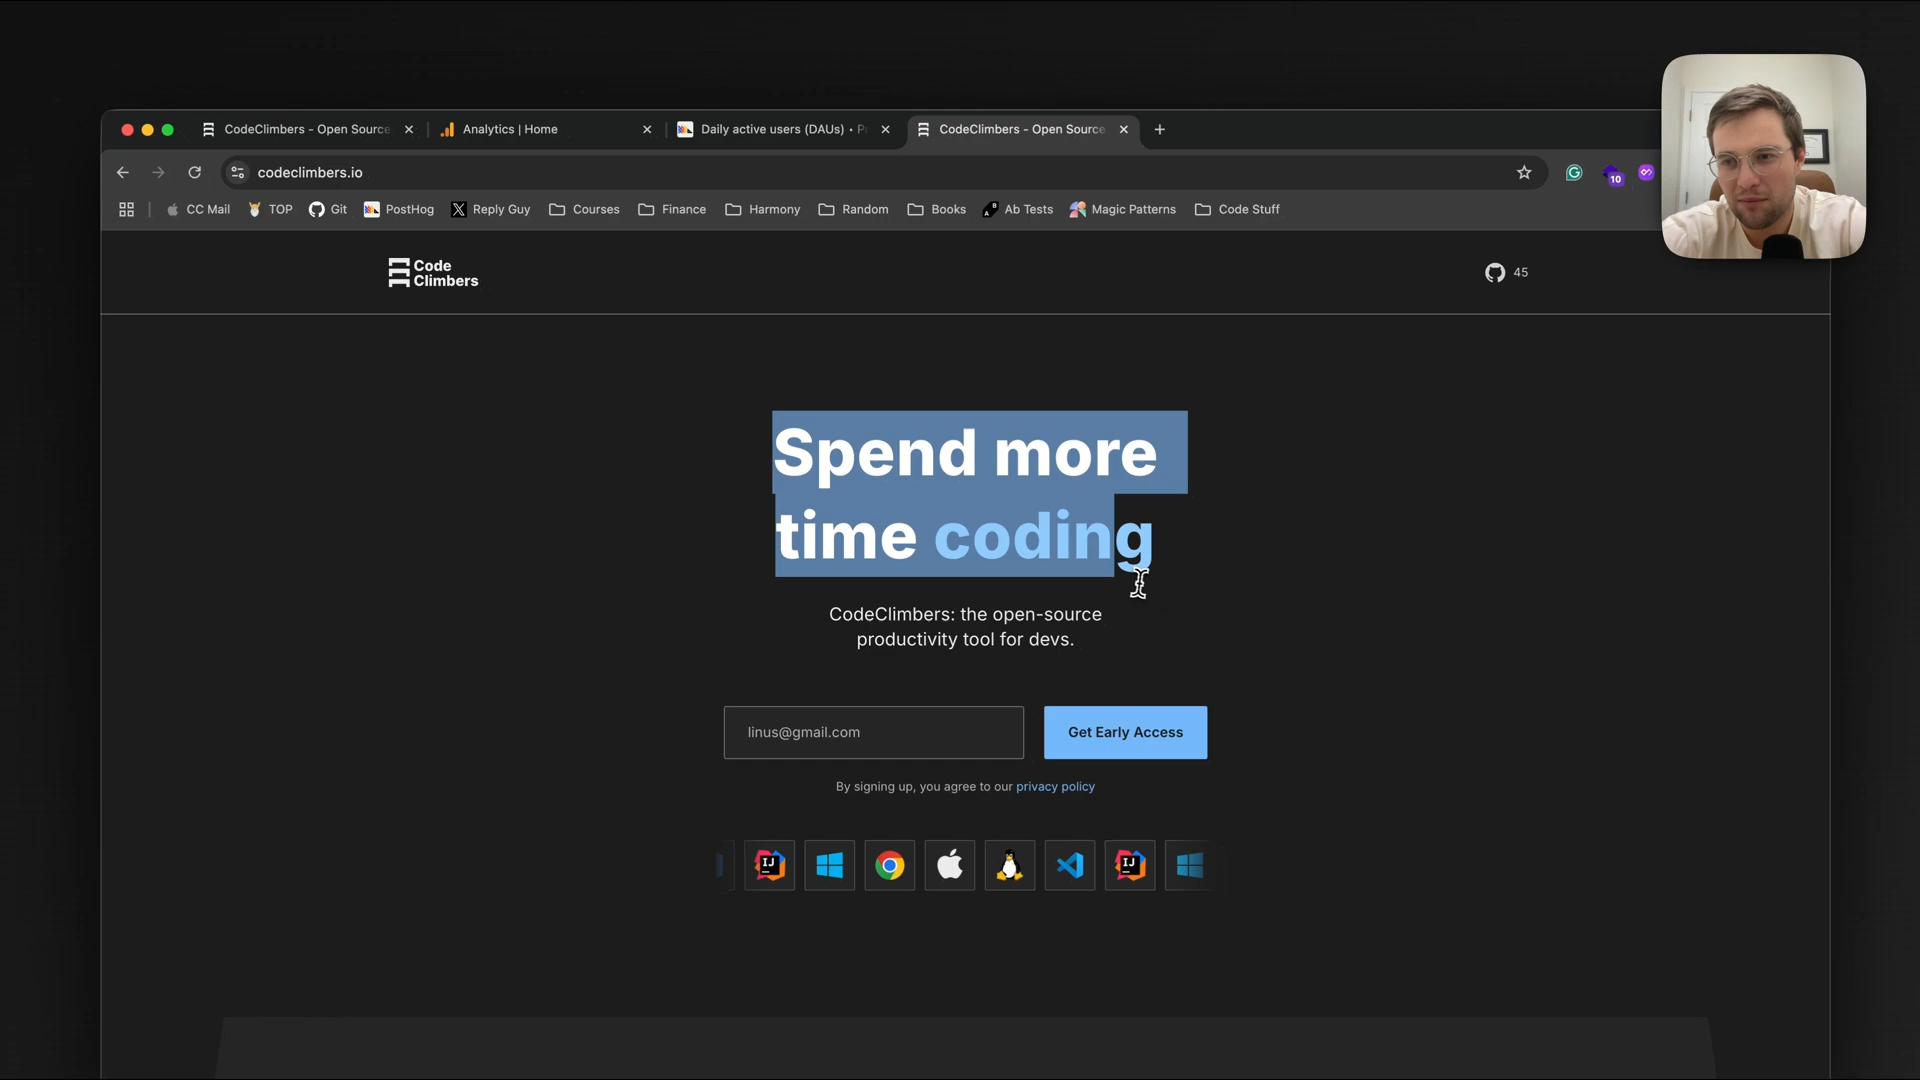 CodeClimbers - Open Source
Analytics | Home
Daily active users (DAUs) •
CodeClimbers - Open Source
codeclimbers.io
10
CC Mail
TOP
Git
PostHog
Reply Guy
Courses
Finance
Harmony
Random
Books
Ab Tests
Magic Patterns
Code Stuff
Code
Climbers
45
Spend more
time coding
CodeClimbers: the open-source
productivity tool for devs.
linus@gmail.com
Get Early Access
By signing up, you agree to our privacy policy
IJ
IJ